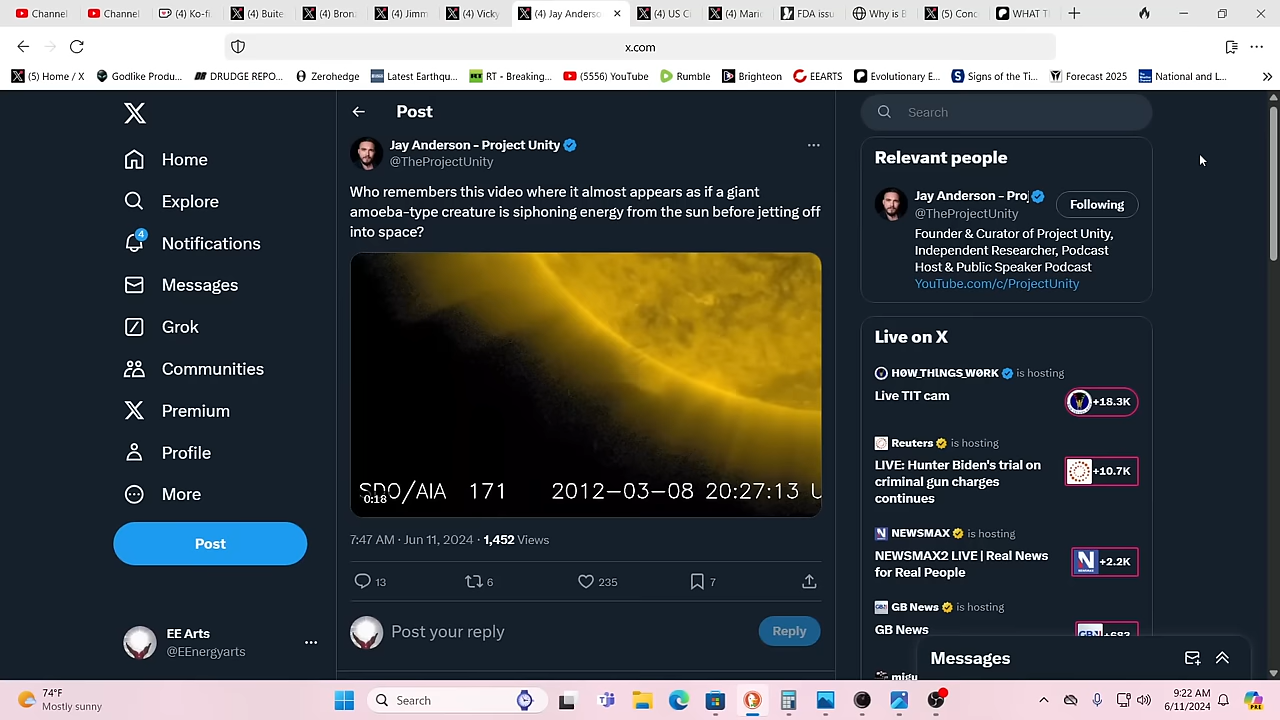 (4) Channel
(4) Channel
(4) Ko-fi
(4) Buite
(4) Bron
(4) Jimm
(4) Vicky
(4) Jay Anderso
(4) US C
(4) Mari
FDA issu
Why is E
(5) Conc
WHAT T
x.com
(5) Home / X
Godlike Produ...
DRUDGE REPO...
Zerohedge
Latest Earthqu...
RT - Breaking...
(5556) YouTube
Rumble
Brighteon
EEARTS
Evolutionary E...
Signs of the Ti...
Forecast 2025
National and L...
Home
Explore
4
Notifications
Messages
Grok
Communities
Premium
Profile
More
Post
EE Arts
@EEnergyarts
Post
Jay Anderson - Project Unity
@TheProjectUnity
Who remembers this video where it almost appears as if a giant
amoeba-type creature is siphoning energy from the sun before jetting off
into space?
SDO/AIA 171 2012-03-08 20:27:13 U
0:18
7:47 AM · Jun 11, 2024 · 1,452 Views
13
6
235
7
Post your reply
Reply
Search
Relevant people
Jay Anderson - Proj
@TheProjectUnity
Following
Founder & Curator of Project Unity,
Independent Researcher, Podcast
Host & Public Speaker Podcast
YouTube.com/c/ProjectUnity
Live on X
HØW_THÏNGS_WØRK is hosting
Live TIT cam
+18.3K
Reuters is hosting
LIVE: Hunter Biden's trial on
criminal gun charges
continues
+10.7K
NEWSMAX is hosting
NEWSMAX2 LIVE | Real News
for Real People
+2.2K
GB News is hosting
GB News
+683
migu
Messages
74°F
Mostly sunny
Search
9:22 AM
6/11/2024